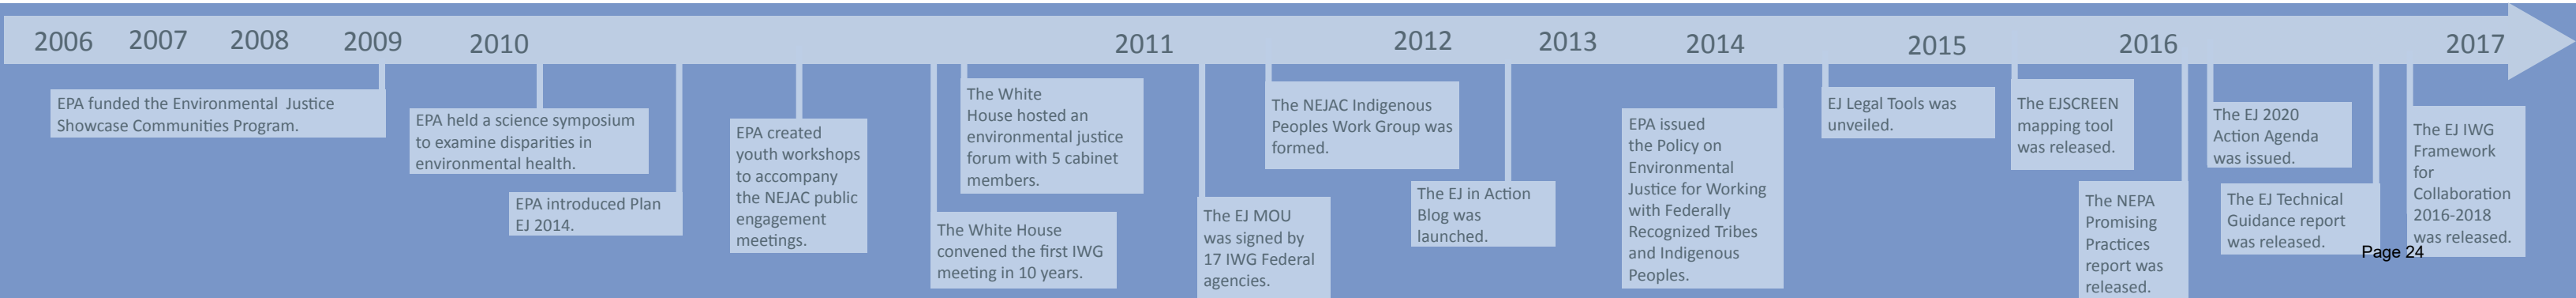 2006 2007 2008 2009 2010 2011 2012 2013 2014 2015 2016 2017
EPA funded the Environmental Justice
Showcase Communities Program.
EPA held a science symposium
to examine disparities in
environmental health.
EPA introduced Plan
EJ 2014.
EPA created
youth workshops
to accompany
the NEJAC public
engagement
meetings.
The White
House hosted an
environmental justice
forum with 5 cabinet
members.
The White House
convened the first IWG
meeting in 10 years.
The EJ MOU
was signed by
17 IWG Federal
agencies.
The NEJAC Indigenous
Peoples Work Group was
formed.
The EJ in Action
Blog was
launched.
EPA issued
the Policy on
Environmental
Justice for Working
with Federally
Recognized Tribes
and Indigenous
Peoples.
EJ Legal Tools was
unveiled.
The EJSCREEN
mapping tool
was released.
The NEPA
Promising
Practices
report was
released.
The EJ 2020
Action Agenda
was issued.
The EJ Technical
Guidance report
was released.
The EJ IWG
Framework
for
Collaboration
2016-2018
was released.
Page 24